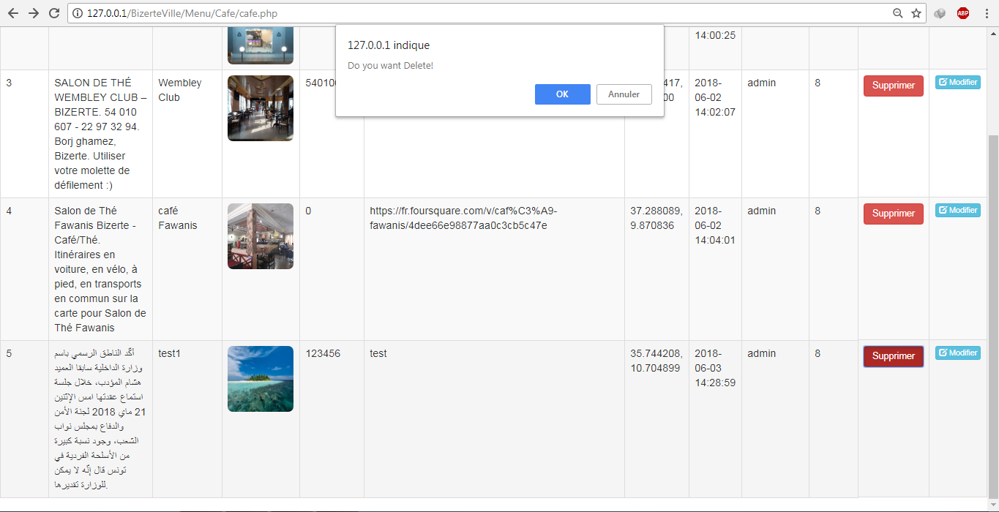 127.0.0.1/BizerteVille/Menu/Cafe/cafe.php
ABP
127.0.0.1 indique
Do you want Delete!
OK
Annuler
14:00:25
3
SALON DE THÉ
WEMBLEY CLUB –
BIZERTE. 54 010
607 - 22 97 32 94.
Borj ghamez,
Bizerte. Utiliser
votre molette de
défilement :)
Wembley
Club
54010
417,
00
2018-
06-02
14:02:07
admin
8
Supprimer
Modifier
4
Salon de Thé
Fawanis Bizerte -
Café/Thé.
Itinéraires en
voiture, en vélo, à
pied, en transports
en commun sur la
carte pour Salon de
Thé Fawanis
café
Fawanis
0
https://fr.foursquare.com/v/caf%C3%A9-
fawanis/4dee66e98877aa0c3cb5c47e
37.288089,
9.870836
2018-
06-02
14:04:01
admin
8
Supprimer
Modifier
5
أكّد الناطق الرسمي باسم
وزارة الداخلية سابقا العميد
هشام المؤدب، خلال جلسة
استماع عقدتها امس الإثنين
21 ماي 2018 لجنة الأمن
والدفاع بمجلس نواب
الشعب، وجود نسبة كبيرة
من الأسلحة الفردية في
تونس قال إنّه لا يمكن
للوزارة تقديرها.
test1
123456
test
35.744208,
10.704899
2018-
06-03
14:28:59
admin
8
Supprimer
Modifier